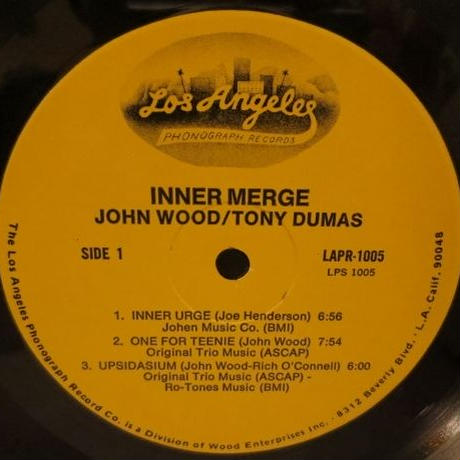 Los Angeles
PHONOGRAPH RECORDS
INNER MERGE
JOHN WOOD/TONY DUMAS
SIDE 1
LAPR-1005
LPS 1005
1. INNER URGE (Joe Henderson) 6:56
Johen Music Co. (BMI)
2. ONE FOR TEENIE (John Wood) 7:54
Original Trio Music (ASCAP)
3. UPSIDASIUM (John Wood-Rich O'Connell) 6:00
Original Trio Music (ASCAP) -
Ro-Tones Music (BMI)
The Los Angeles Phonograph Record Co. is a Division of Wood Enterprises Inc. - 8312 Beverly Blvd. - L.A. Calif. 90048